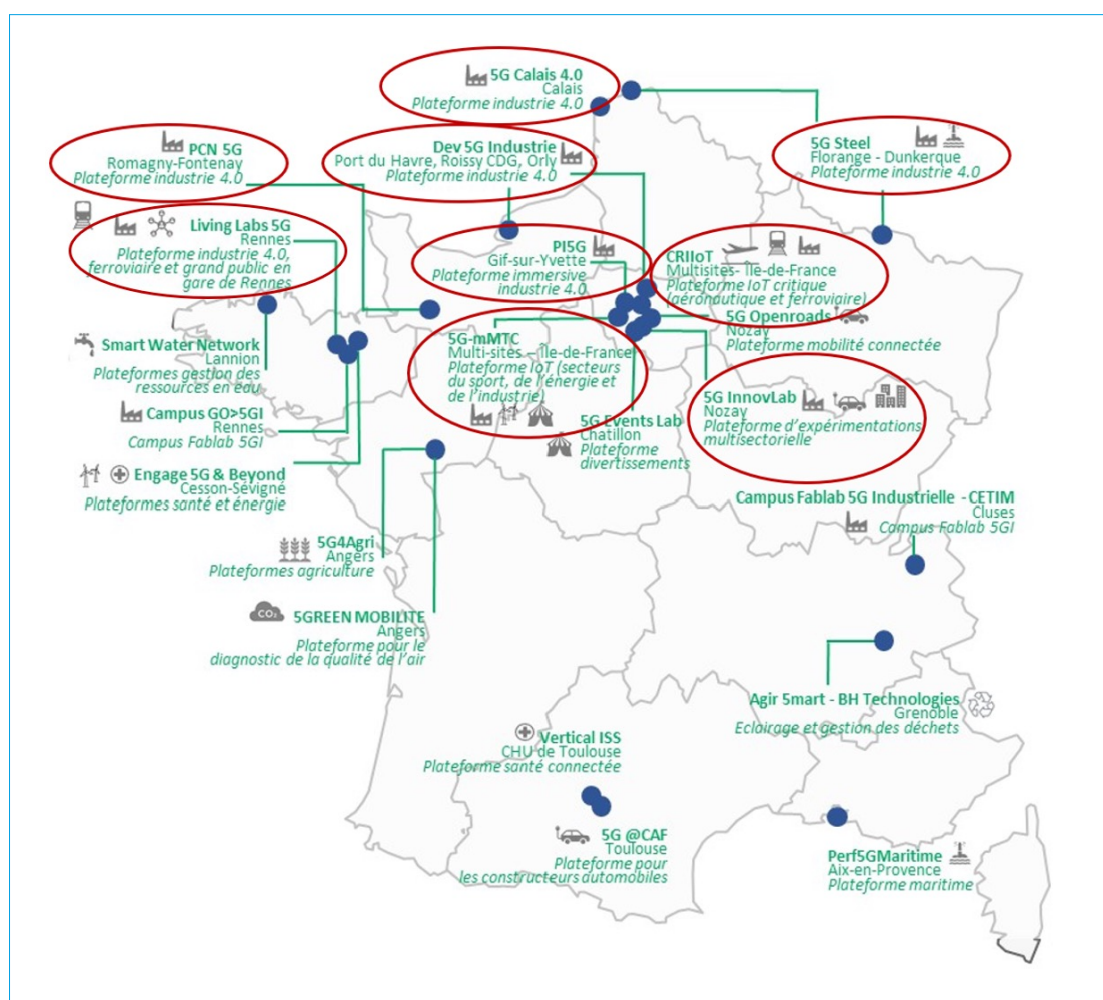 5G Calais 4.0
Calais
Plateforme industrie 4.0
PCN 5G
Romagny-Fontenay
Plateforme industrie 4.0
Dev 5G Industrie
Port du Havre, Roissy CDG, Orly
Plateforme industrie 4.0
5G Steel
Florange - Dunkerque
Plateforme industrie 4.0
Living Labs 5G
Rennes
Plateforme industrie 4.0,
ferroviaire et grand public en
gare de Rennes
PI5G
Gif-sur-Yvette
Plateforme immersive
industrie 4.0
CRIIoT
Multisites- Île-de-France
Plateforme IoT critique
(aéronautique et ferroviaire)
5G Openroads
Nozay
Plateforme mobilité connectée
Smart Water Network
Lannion
Plateformes gestion des
ressources en eau
5G-mMTC
Multi-sites – Île-de-France
Plateforme IoT (secteurs
du sport, de l'énergie et
de l'industrie)
5G InnovLab
Nozay
Plateforme d'expérimentations
multisectorielle
Campus GO>5GI
Rennes
Campus Fablab 5GI
5G Events Lab
Chatillon
Plateforme
divertissements
Engage 5G & Beyond
Cesson-Sévigné
Plateformes santé et énergie
Campus Fablab 5G Industrielle - CETIM
Cluses
Campus Fablab 5GI
5G4Agri
Angers
Plateformes agriculture
CO₂
5GREEN MOBILITE
Angers
Plateforme pour le
diagnostic de la qualité de l'air
Agir 5mart - BH Technologies
Grenoble
Eclairage et gestion des déchets
Vertical ISS
CHU de Toulouse
Plateforme santé connectée
5G @CAF
Toulouse
Plateforme pour
les constructeurs automobiles
Perf5GMaritime
Aix-en-Provence
Plateforme maritime